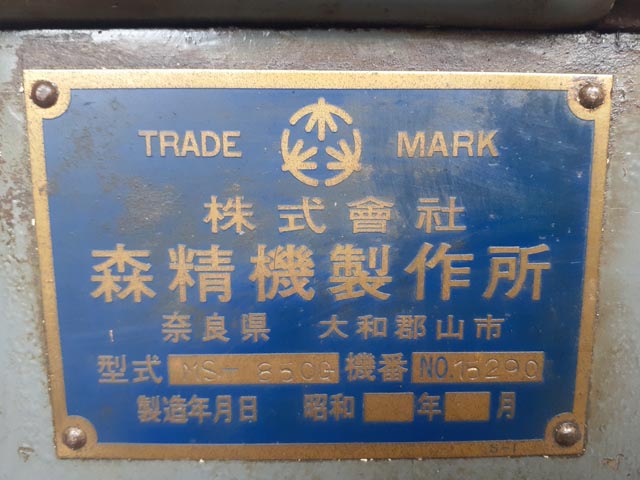 TRADE MARK
株式會社
森精機製作所
奈良県 大和郡山市
型式 MS-850G 機番 NO.15290
製造年月日 昭和 年 月
S-1